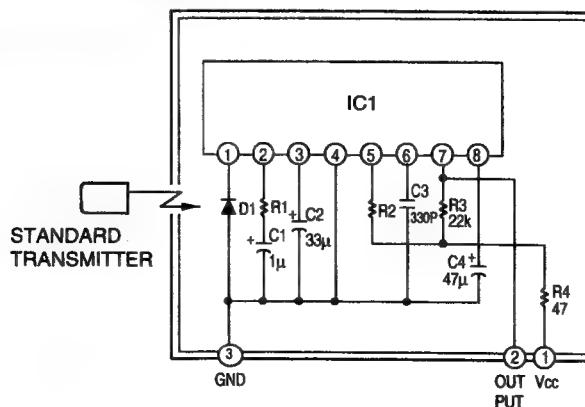 IC1
1 2 3 4 5 6 7 8
D1
R1
C1
1μ
C2
33μ
R2
C3
330P
R3
22k
C4
47μ
R4
47
STANDARD
TRANSMITTER
3
GND
2
OUT
PUT
1
Vcc
+
+
+